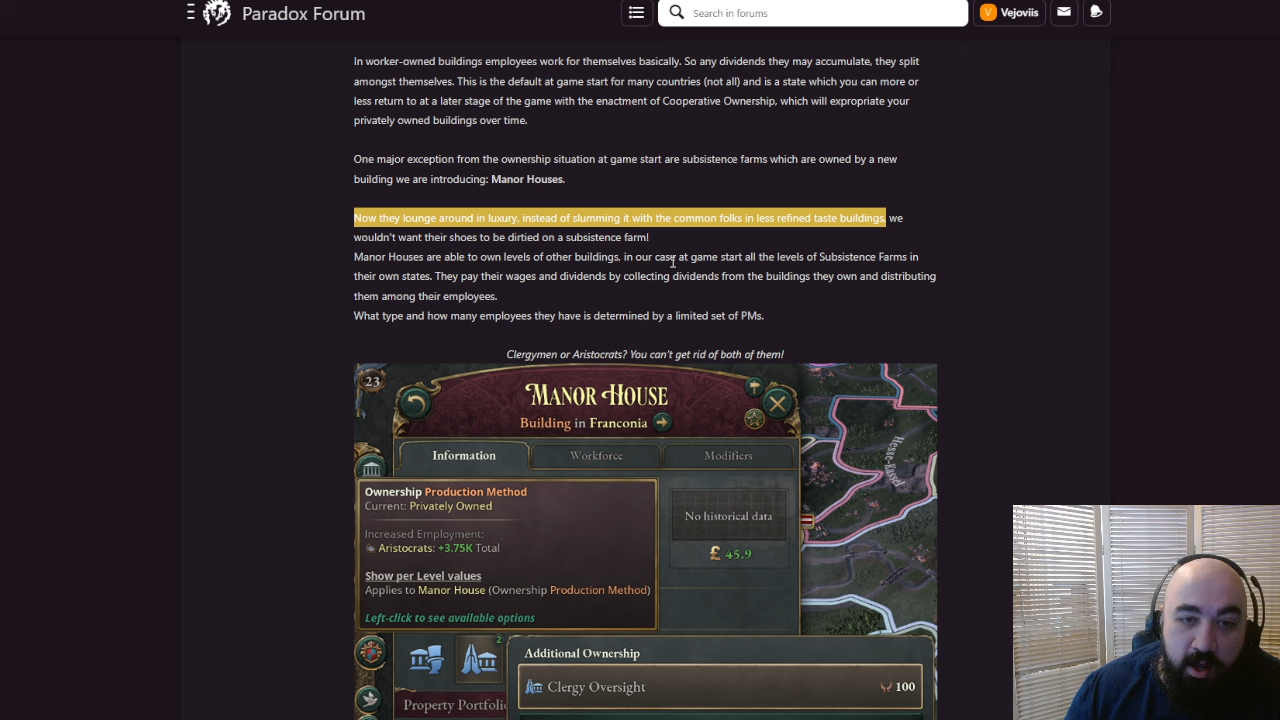 Paradox Forum
Search in forums
V Vejoviis
In worker-owned buildings employees work for themselves basically. So any dividends they may accumulate, they split
amongst themselves. This is the default at game start for many countries (not all) and is a state which you can more or
less return to at a later stage of the game with the enactment of Cooperative Ownership, which will expropriate your
privately owned buildings over time.
One major exception from the ownership situation at game start are subsistence farms which are owned by a new
building we are introducing: Manor Houses.
Now they lounge around in luxury, instead of slumming it with the common folks in less refined taste buildings, we
wouldn't want their shoes to be dirtied on a subsistence farm!
Manor Houses are able to own levels of other buildings, in our case at game start all the levels of Subsistence Farms in
their own states. They pay their wages and dividends by collecting dividends from the buildings they own and distributing
them among their employees.
What type and how many employees they have is determined by a limited set of PMs.
Clergymen or Aristocrats? You can't get rid of both of them!
23
MANOR HOUSE
Building in Franconia
Information
Workforce
Modifiers
Hesse-Kassel
Ownership Production Method
Current: Privately Owned
Increased Employment:
Aristocrats: +3.75K Total
Show per Level values
Applies to Manor House (Ownership Production Method)
Left-click to see available options
No historical data
£ 45.9
2
Additional Ownership
Clergy Oversight
100
Property Portfoli